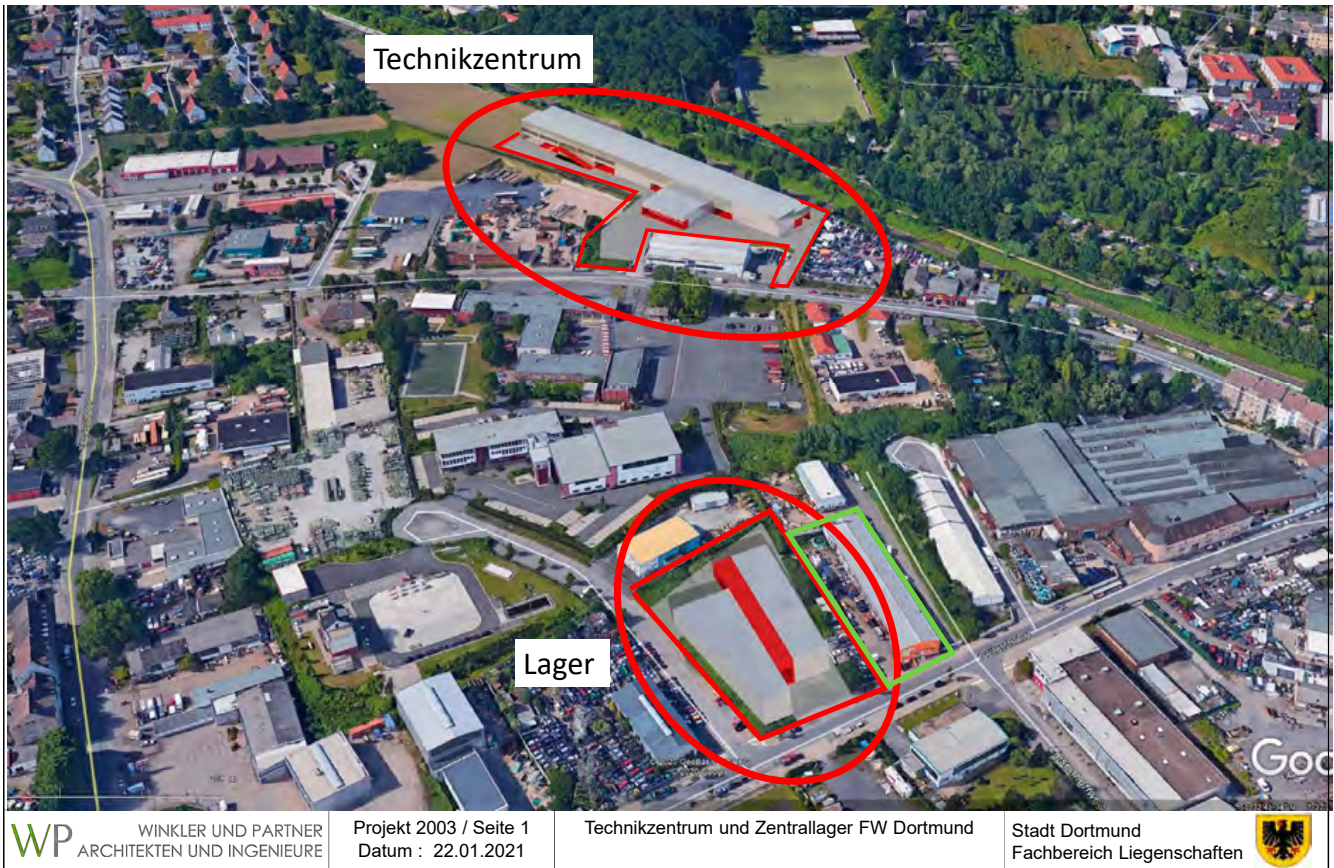 Technikzentrum
Lager
Goo
WP
WINKLER UND PARTNER
ARCHITEKTEN UND INGENIEURE
Projekt 2003 / Seite 1
Datum : 22.01.2021
Technikzentrum und Zentrallager FW Dortmund
Stadt Dortmund
Fachbereich Liegenschaften